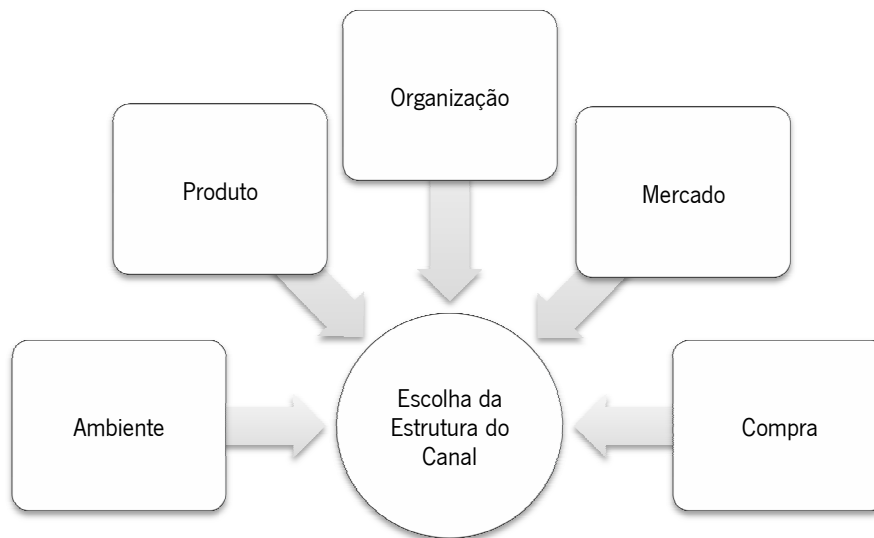 Organização
Produto
Mercado
Ambiente
Escolha da
Estrutura do
Canal
Compra